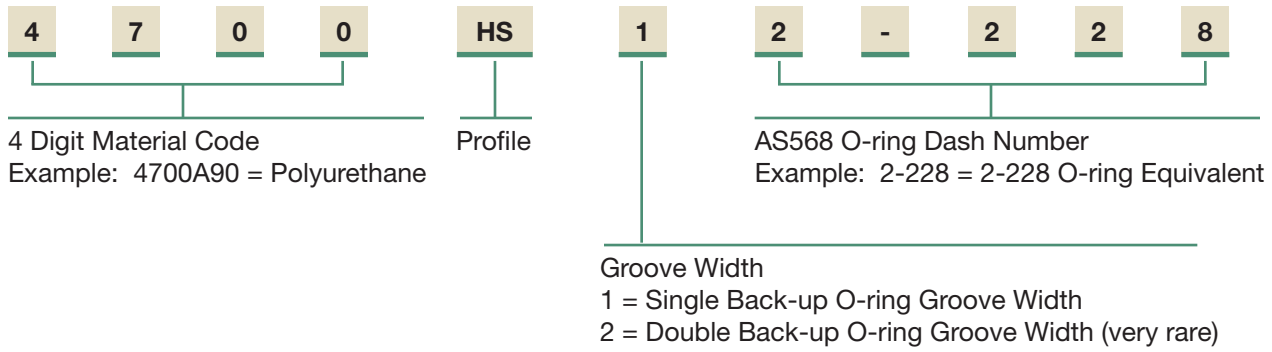 4 7 0 0 HS 1 2 - 2 2 8
4 Digit Material Code
Example: 4700A90 = Polyurethane
Profile
AS568 O-ring Dash Number
Example: 2-228 = 2-228 O-ring Equivalent
Groove Width
1 = Single Back-up O-ring Groove Width
2 = Double Back-up O-ring Groove Width (very rare)